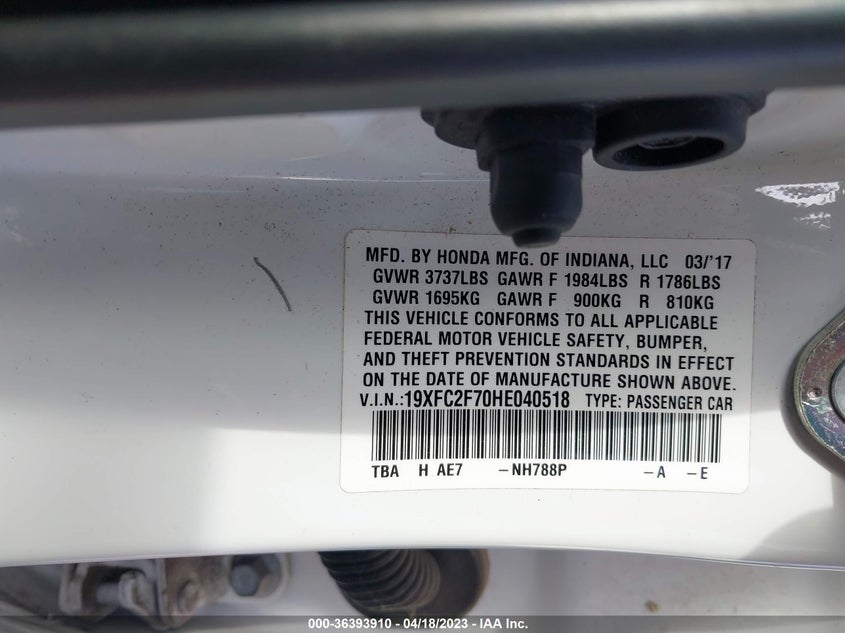 MFD. BY HONDA MFG. OF INDIANA, LLC 03/'17
GVWR 3737LBS GAWR F 1984LBS R 1786LBS
GVWR 1695KG GAWR F 900KG R 810KG
THIS VEHICLE CONFORMS TO ALL APPLICABLE
FEDERAL MOTOR VEHICLE SAFETY, BUMPER,
AND THEFT PREVENTION STANDARDS IN EFFECT
ON THE DATE OF MANUFACTURE SHOWN ABOVE.
V.I.N.:19XFC2F70HE040518 TYPE: PASSENGER CAR
TBA H AE7 –NH788P –A –E
000-36393910 - 04/18/2023 - IAA Inc.